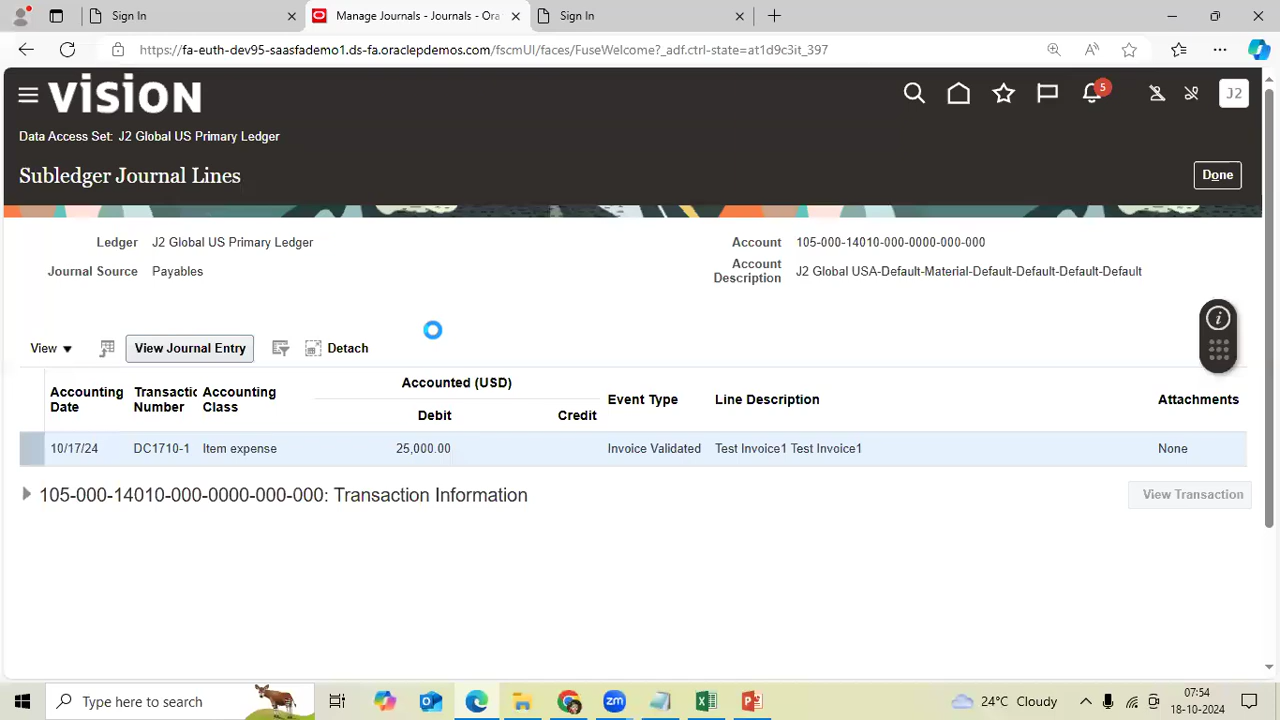 Sign In
Manage Journals - Journals - Ora
Sign In
https://fa-euth-dev95-saasfademo1.ds-fa.oraclepdemos.com/fscmUI/faces/FuseWelcome?_adf.ctrl-state=at1d9c3it_397
VISION
5
J2
Data Access Set: J2 Global US Primary Ledger
Subledger Journal Lines
Done
Ledger J2 Global US Primary Ledger
Account 105-000-14010-000-0000-000-000
Journal Source Payables
Account Description J2 Global USA-Default-Material-Default-Default-Default-Default
View
View Journal Entry
Detach
Accounting Date
Transactic Number
Accounting Class
Accounted (USD)
Debit
Credit
Event Type
Line Description
Attachments
10/17/24 DC1710-1 Item expense 25,000.00 Invoice Validated Test Invoice1 Test Invoice1 None
105-000-14010-000-0000-000-000: Transaction Information
View Transaction
Type here to search
zm
24°C Cloudy
07:54
18-10-2024